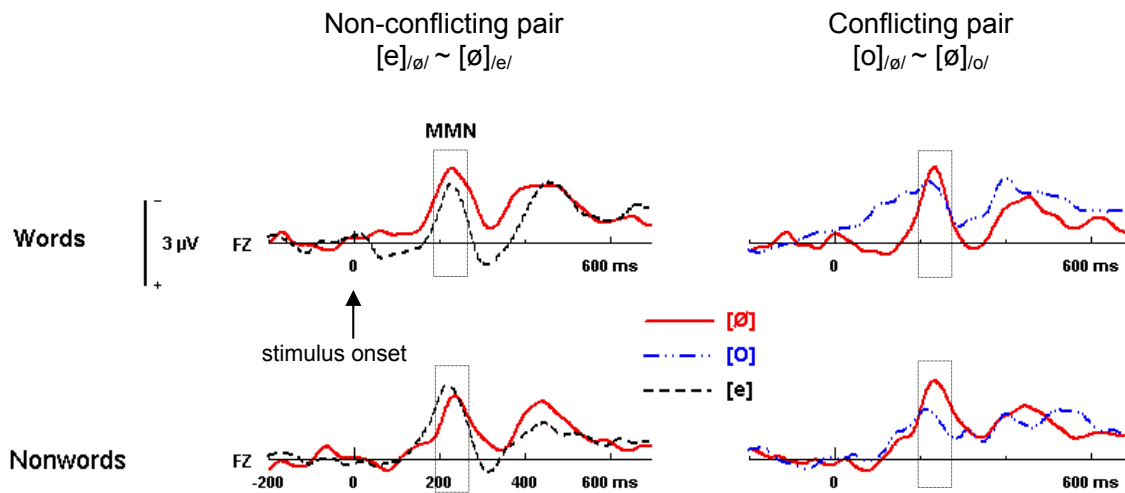 Non-conflicting pair
[e]/ø/ ~ [ø]/e/
Conflicting pair
[o]/ø/ ~ [ø]/o/
MMN
Words
−
3 µV
+
FZ
0
600 ms
0
600 ms
stimulus onset
[Ø]
[O]
[e]
Nonwords
FZ
-200 0 200 400 600 ms
0
600 ms